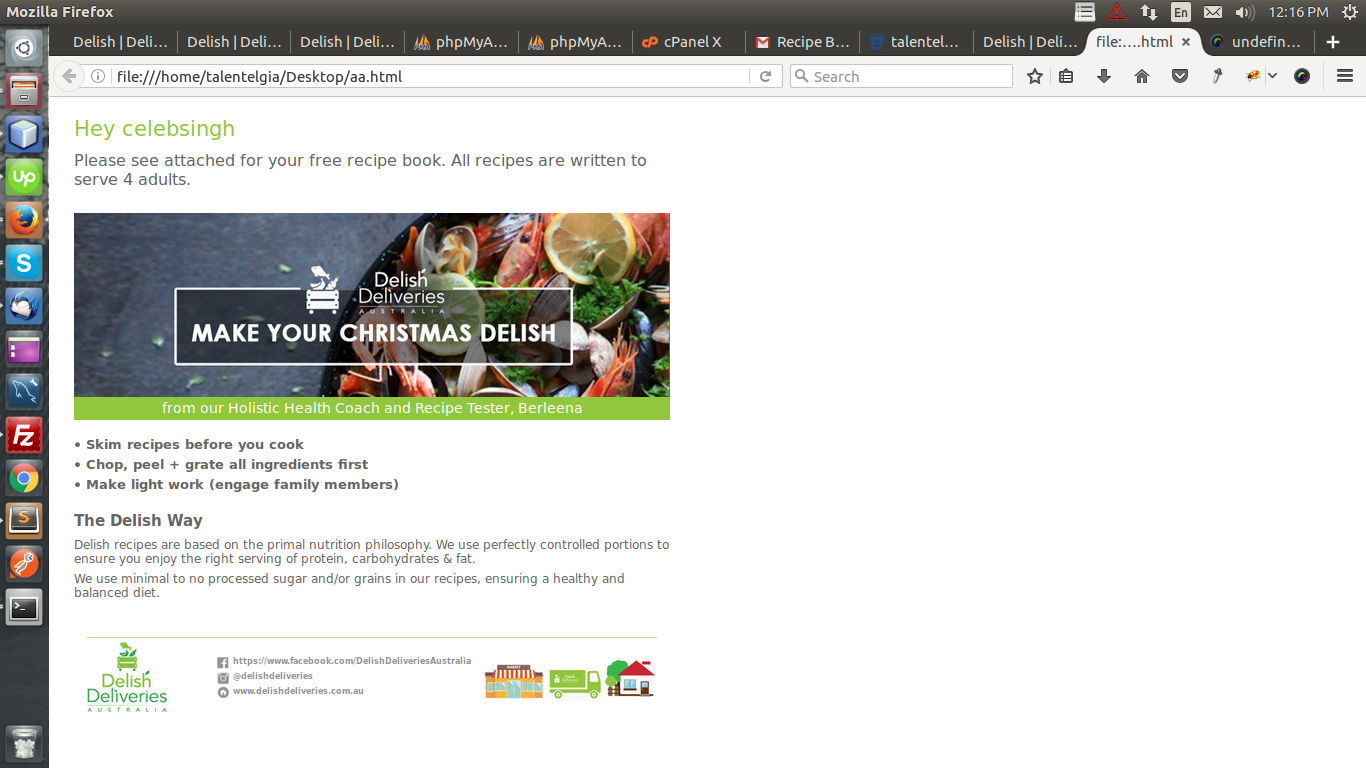 Mozilla Firefox
En
12:16 PM
Delish | Deli...
Delish | Deli...
Delish | Deli...
phpMyA...
phpMyA...
cPanel X
Recipe B...
talentel...
Delish | Deli...
file:....html
undefin...
file:///home/talentelgia/Desktop/aa.html
Search
Up
S
Fz
S
Hey celebsingh
Please see attached for your free recipe book. All recipes are written to
serve 4 adults.
Delish
Deliveries
AUSTRALIA
MAKE YOUR CHRISTMAS DELISH
from our Holistic Health Coach and Recipe Tester, Berleena
• Skim recipes before you cook
• Chop, peel + grate all ingredients first
• Make light work (engage family members)
The Delish Way
Delish recipes are based on the primal nutrition philosophy. We use perfectly controlled portions to
ensure you enjoy the right serving of protein, carbohydrates & fat.
We use minimal to no processed sugar and/or grains in our recipes, ensuring a healthy and
balanced diet.
Delish
Deliveries
AUSTRALIA
https://www.facebook.com/DelishDeliveriesAustralia
@delishdeliveries
www.delishdeliveries.com.au
MARKET